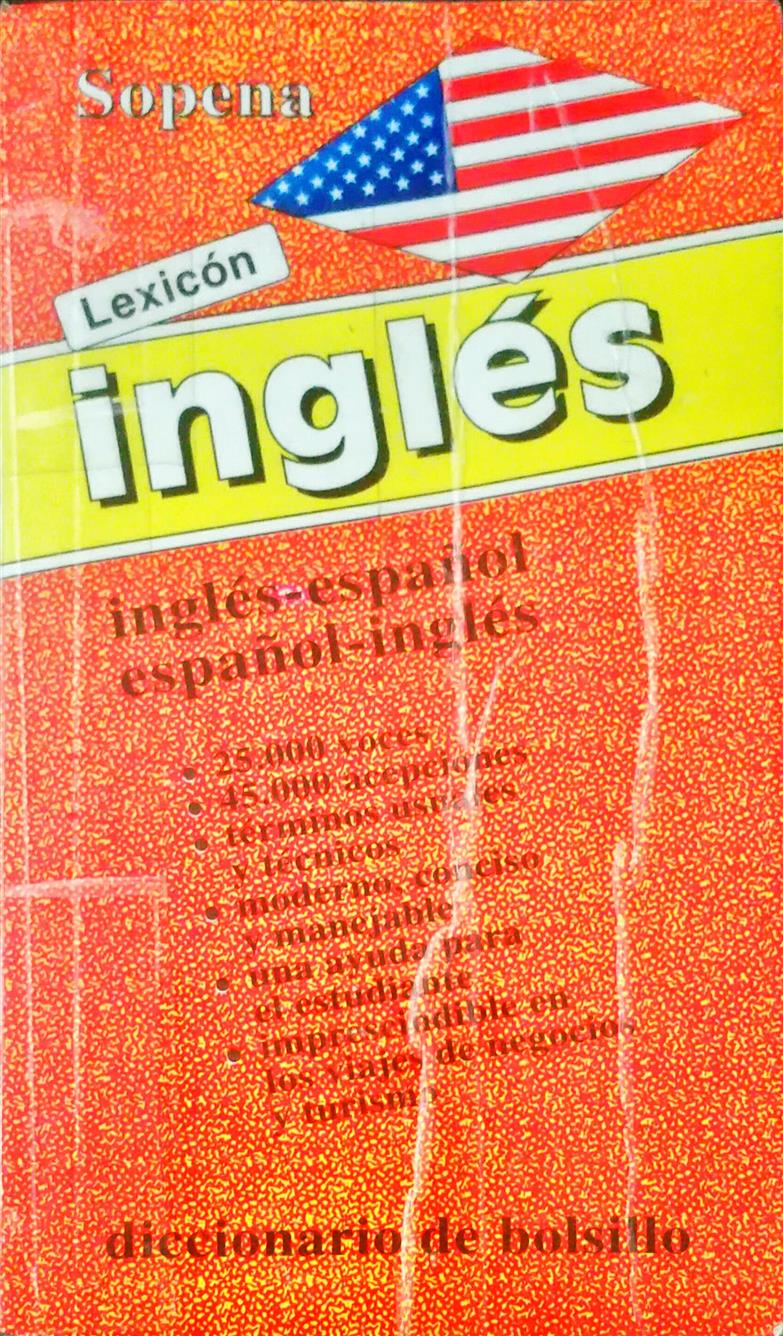 Sopena
Lexicón
inglés
inglés-español
español-inglés
• 25.000 voces
• 45.000 acepciones
• términos usuales
y técnicos
• moderno, conciso
y manejable
• una ayuda para
el estudiante
• imprescindible en
los viajes de negocios
y turismo
diccionario de bolsillo